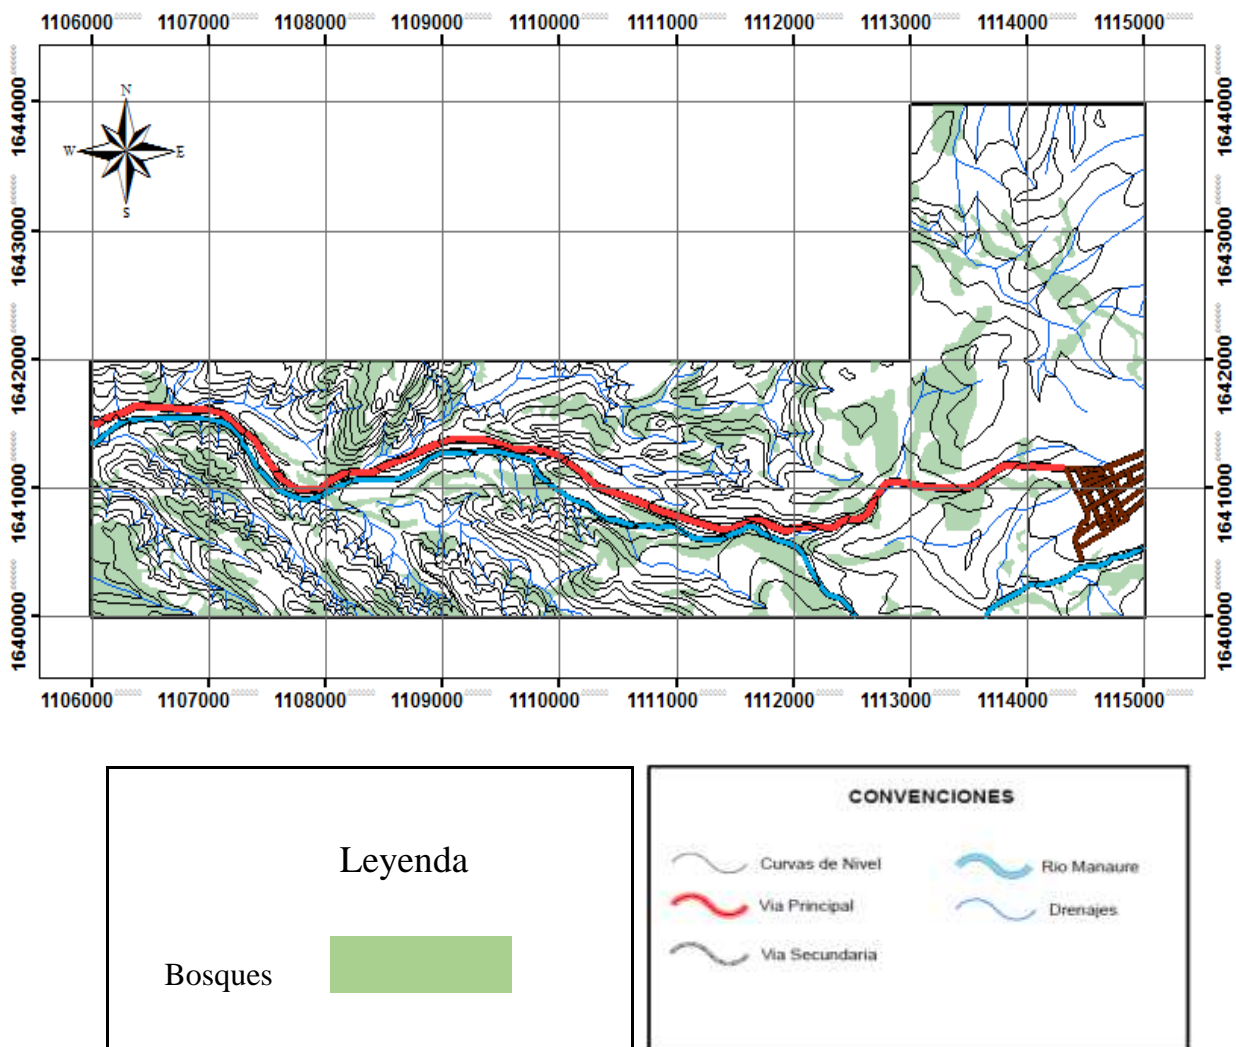 1106000 1107000 1108000 1109000 1110000 1111000 1112000 1113000 1114000 1115000
1644000 1644000
1643000 1643000
1642000 1642000
1641000 1641000
1640000 1640000
N
W E
S
1106000 1107000 1108000 1109000 1110000 1111000 1112000 1113000 1114000 1115000
Leyenda
Bosques
CONVENCIONES
Curvas de Nivel
Via Principal
Via Secundaria
Rio Manaure
Drenajes